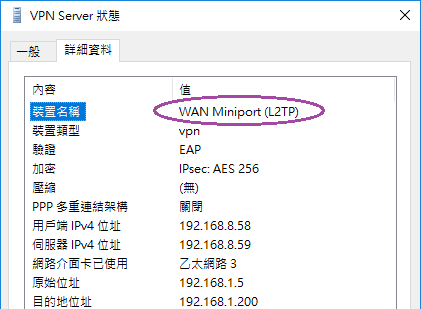 VPN Server 狀態
一般 詳細資料
內容 值
裝置名稱 WAN Miniport (L2TP)
裝置類型 vpn
驗證 EAP
加密 IPsec: AES 256
壓縮 (無)
PPP 多重連結架構 關閉
用戶端 IPv4 位址 192.168.8.58
伺服器 IPv4 位址 192.168.8.59
網路介面卡已使用 乙太網路 3
原始位址 192.168.1.5
目的地位址 192.168.1.200